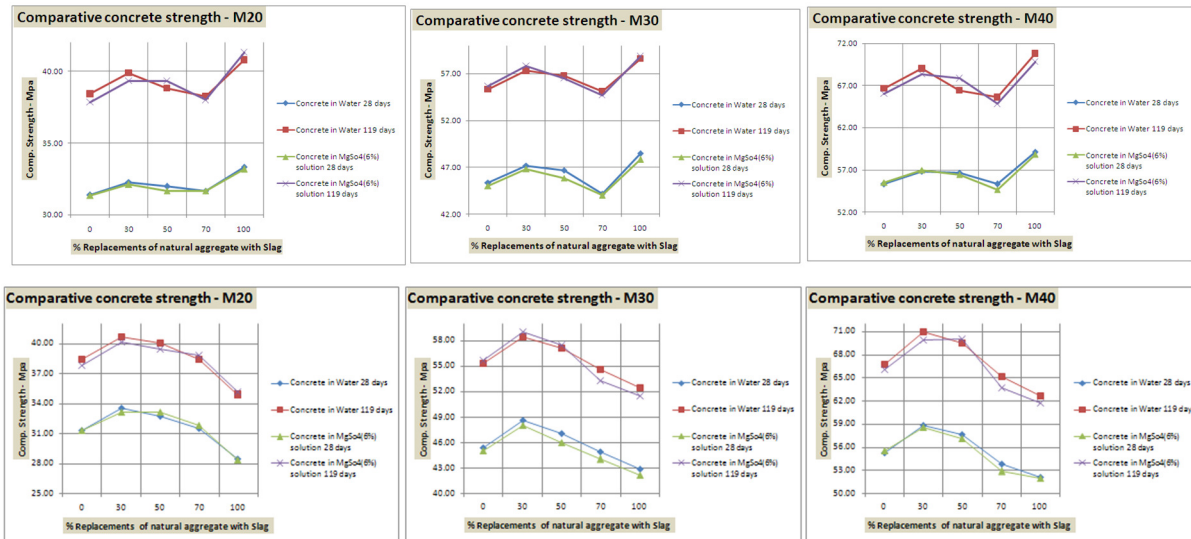 Comparative concrete strength - M20
Comp. Strength - Mpa
40.00
35.00
30.00
0 30 50 70 100
% Replacements of natural aggregate with Slag
Concrete in Water 28 days
Concrete in Water 119 days
Concrete in MgSo4(6%)
solution 28 days
Concrete in MgSo4(6%)
solution 119 days
Comparative concrete strength - M30
Comp. Strength - Mpa
57.00
52.00
47.00
42.00
0 30 50 70 100
% Replacements of natural aggregate with Slag
Concrete in Water 28 days
Concrete in Water 119 days
Concrete in MgSo4(6%)
solution 28 days
Concrete in MgSo4(6%)
solution 119 days
Comparative concrete strength - M40
Comp. Strength - Mpa
72.00
67.00
62.00
57.00
52.00
0 30 50 70 100
% Replacements of natural aggregate with Slag
Concrete in Water 28 days
Concrete in Water 119 days
Concrete in MgSo4(6%)
solution 28 days
Concrete in MgSo4(6%)
solution 119 days
Comparative concrete strength - M20
Comp. Strength - Mpa
40.00
37.00
34.00
31.00
28.00
25.00
0 30 50 70 100
% Replacements of natural aggregate with Slag
Concrete in Water 28 days
Concrete in Water 119 days
Concrete in MgSo4(6%)
solution 28 days
Concrete in MgSo4(6%)
solution 119 days
Comparative concrete strength - M30
Comp. Strength - Mpa
58.00
55.00
52.00
49.00
46.00
43.00
40.00
0 30 50 70 100
% Replacements of natural aggregate with Slag
Concrete in Water 28 days
Concrete in Water 119 days
Concrete in MgSo4(6%)
solution 28 days
Concrete in MgSo4(6%)
solution 119 days
Comparative concrete strength - M40
Comp. Strength - Mpa
71.00
68.00
65.00
62.00
59.00
56.00
53.00
50.00
0 30 50 70 100
% Replacements of natural aggregate with Slag
Concrete in Water 28 days
Concrete in Water 119 days
Concrete in MgSo4(6%)
solution 28 days
Concrete in MgSo4(6%)
solution 119 days